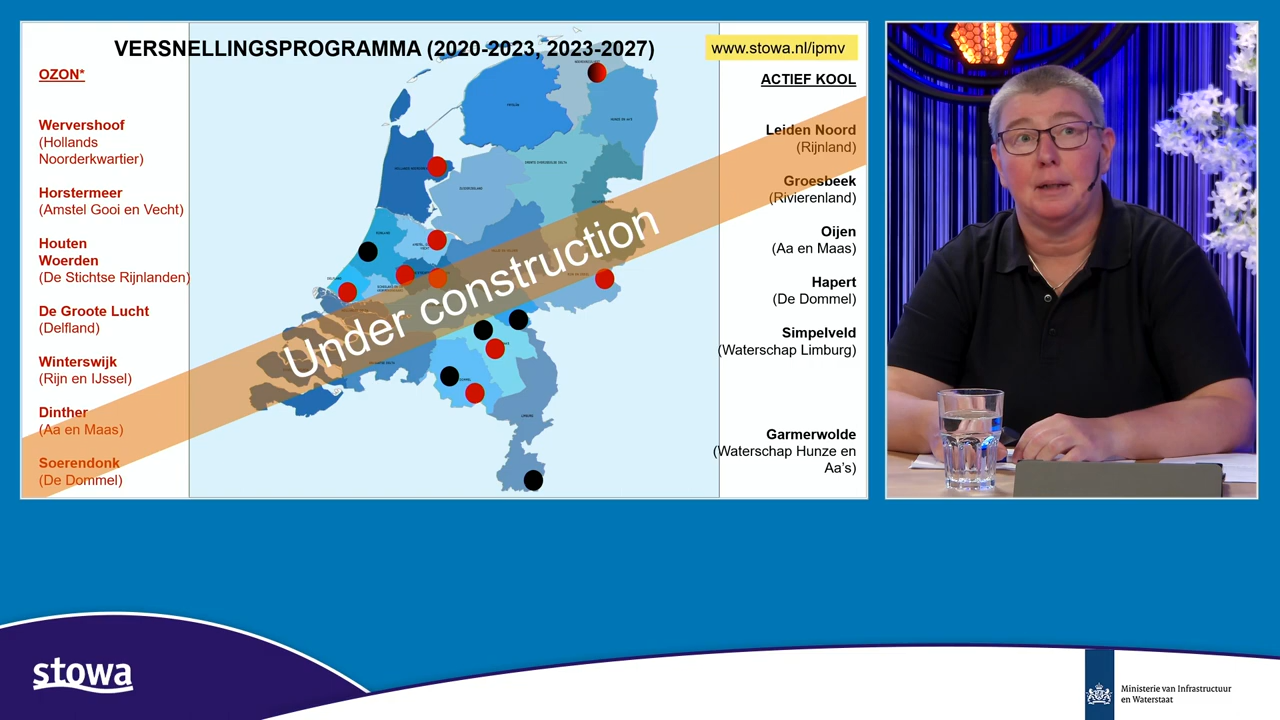 VERSNELLINGSPROGRAMMA (2020-2023, 2023-2027)
www.stowa.nl/ipmv
OZON*
Wervershoof
(Hollands
Noorderkwartier)
Horstermeer
(Amstel Gooi en Vecht)
Houten
Woerden
(De Stichtse Rijnlanden)
De Groote Lucht
(Delfland)
Winterswijk
(Rijn en IJssel)
Dinther
(Aa en Maas)
Soerendonk
(De Dommel)
Under construction
ACTIEF KOOL
Leiden Noord
(Rijnland)
Groesbeek
(Rivierenland)
Oijen
(Aa en Maas)
Hapert
(De Dommel)
Simpelveld
(Waterschap Limburg)
Garmerwolde
(Waterschap Hunze en
Aa's)
stowa
Ministerie van Infrastructuur
en Waterstaat